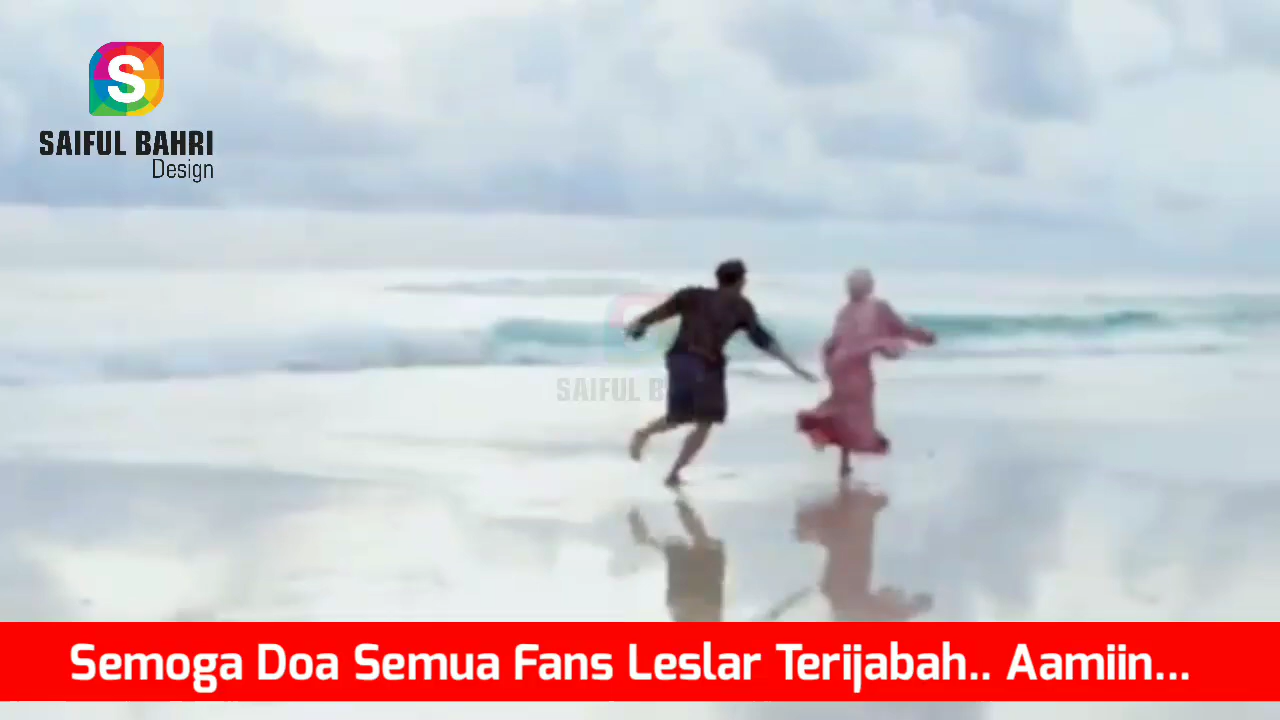 S
SAIFUL BAHRI
Design
SAIFUL B
Semoga Doa Semua Fans Leslar Terijabah.. Aamiin...